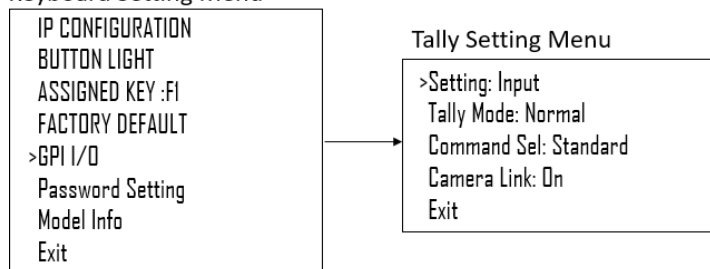 Keyboard Setting Menu
IP CONFIGURATION
BUTTON LIGHT
ASSIGNED KEY :F1
FACTORY DEFAULT
>GPI I/O
Password Setting
Model Info
Exit
Tally Setting Menu
>Setting: Input
Tally Mode: Normal
Command Sel: Standard
Camera Link: On
Exit